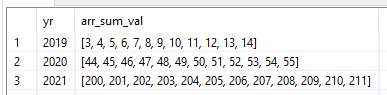 yr arr_sum_val
1 2019 [3, 4, 5, 6, 7, 8, 9, 10, 11, 12, 13, 14]
2 2020 [44, 45, 46, 47, 48, 49, 50, 51, 52, 53, 54, 55]
3 2021 [200, 201, 202, 203, 204, 205, 206, 207, 208, 209, 210, 211]